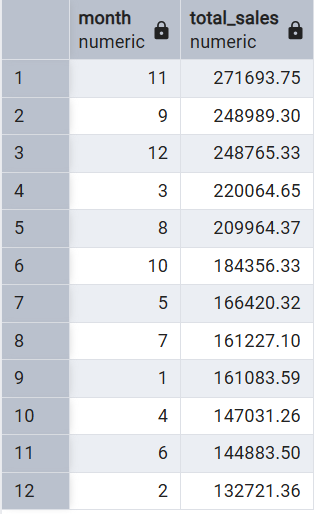 month total_sales
numeric numeric
1 11 271693.75
2 9 248989.30
3 12 248765.33
4 3 220064.65
5 8 209964.37
6 10 184356.33
7 5 166420.32
8 7 161227.10
9 1 161083.59
10 4 147031.26
11 6 144883.50
12 2 132721.36